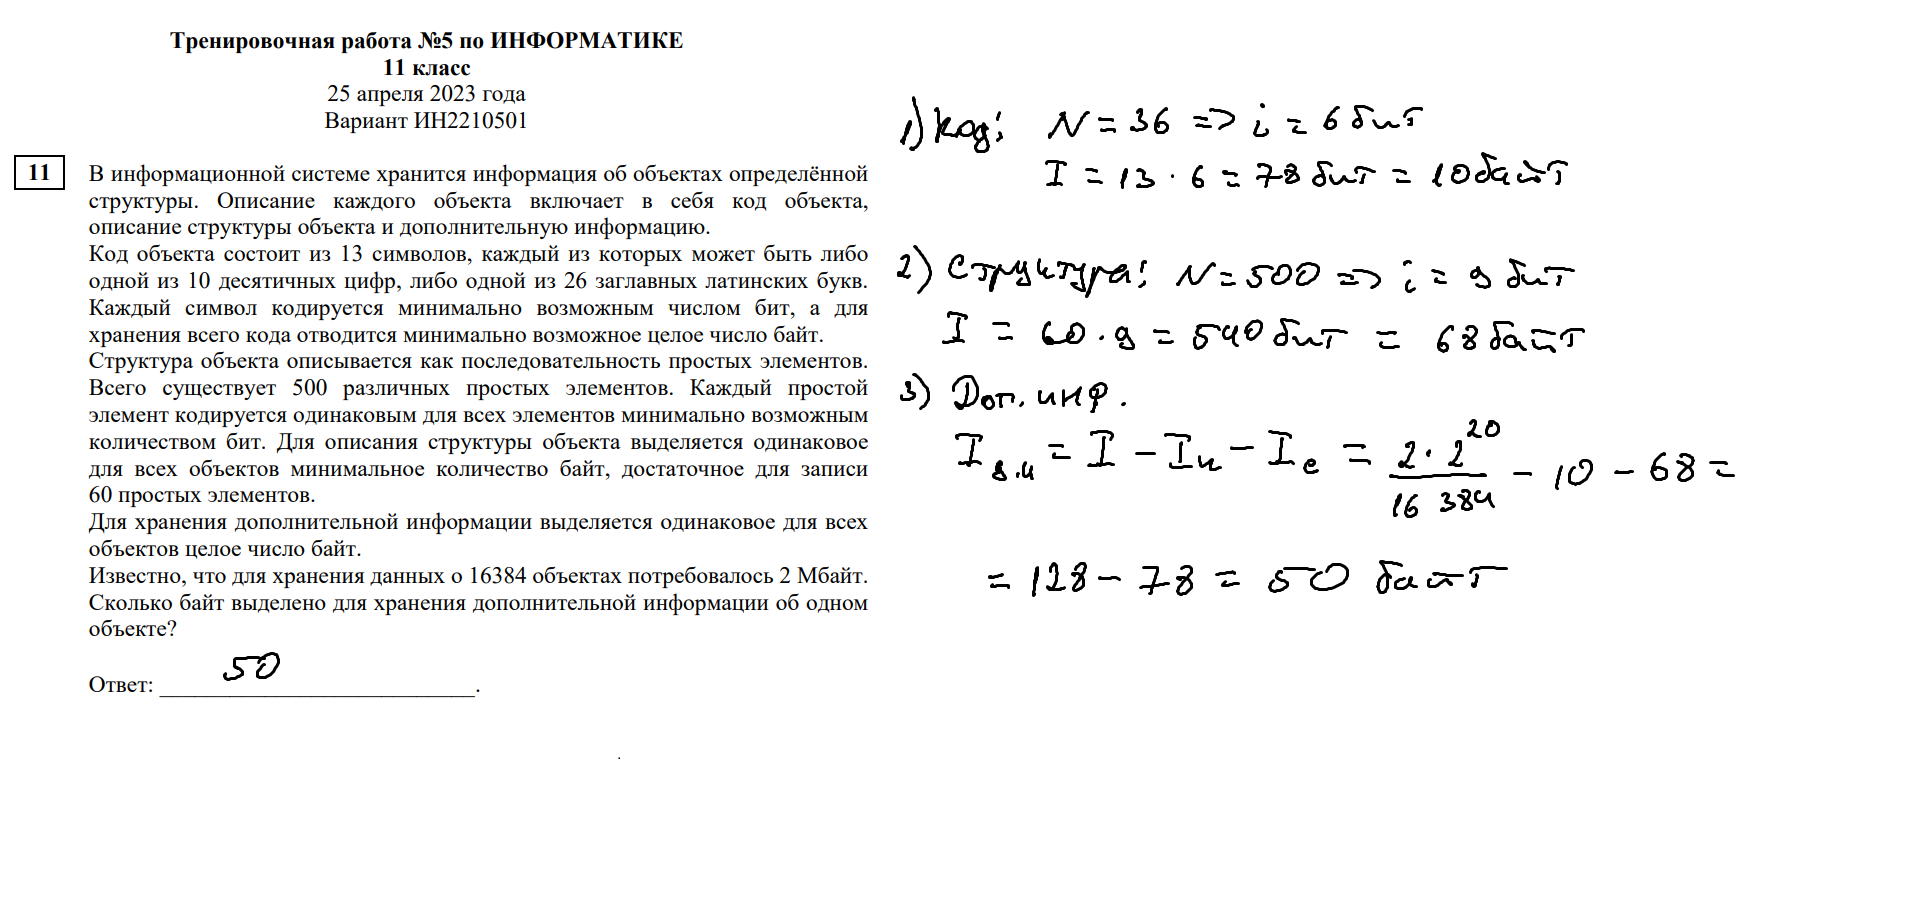 Тренировочная работа №5 по ИНФОРМАТИКЕ
11 класс
25 апреля 2023 года
Вариант ИН2210501
11
В информационной системе хранится информация об объектах определённой
структуры. Описание каждого объекта включает в себя код объекта,
описание структуры объекта и дополнительную информацию.
Код объекта состоит из 13 символов, каждый из которых может быть либо
одной из 10 десятичных цифр, либо одной из 26 заглавных латинских букв.
Каждый символ кодируется минимально возможным числом бит, а для
хранения всего кода отводится минимально возможное целое число байт.
Структура объекта описывается как последовательность простых элементов.
Всего существует 500 различных простых элементов. Каждый простой
элемент кодируется одинаковым для всех элементов минимально возможным
количеством бит. Для описания структуры объекта выделяется одинаковое
для всех объектов минимальное количество байт, достаточное для записи
60 простых элементов.
Для хранения дополнительной информации выделяется одинаковое для всех
объектов целое число байт.
Известно, что для хранения данных о 16384 объектах потребовалось 2 Мбайт.
Сколько байт выделено для хранения дополнительной информации об одном
объекте?
Ответ: 50.
1) Код: N = 36 => i = 6 бит
I = 13 · 6 = 78 бит = 10 байт
2) Структура: N = 500 => i = 9 бит
I = 60 · 9 = 540 бит = 68 байт
3) Доп. инф.
I д.и = I - I к - I с = 2 · 2^20 / 16 384 - 10 - 68 =
= 128 - 78 = 50 байт